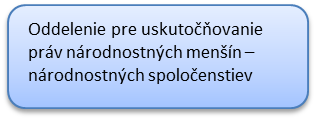 Oddelenie pre uskutočňovanie
práv národnostných menšín –
národnostných spoločenstiev